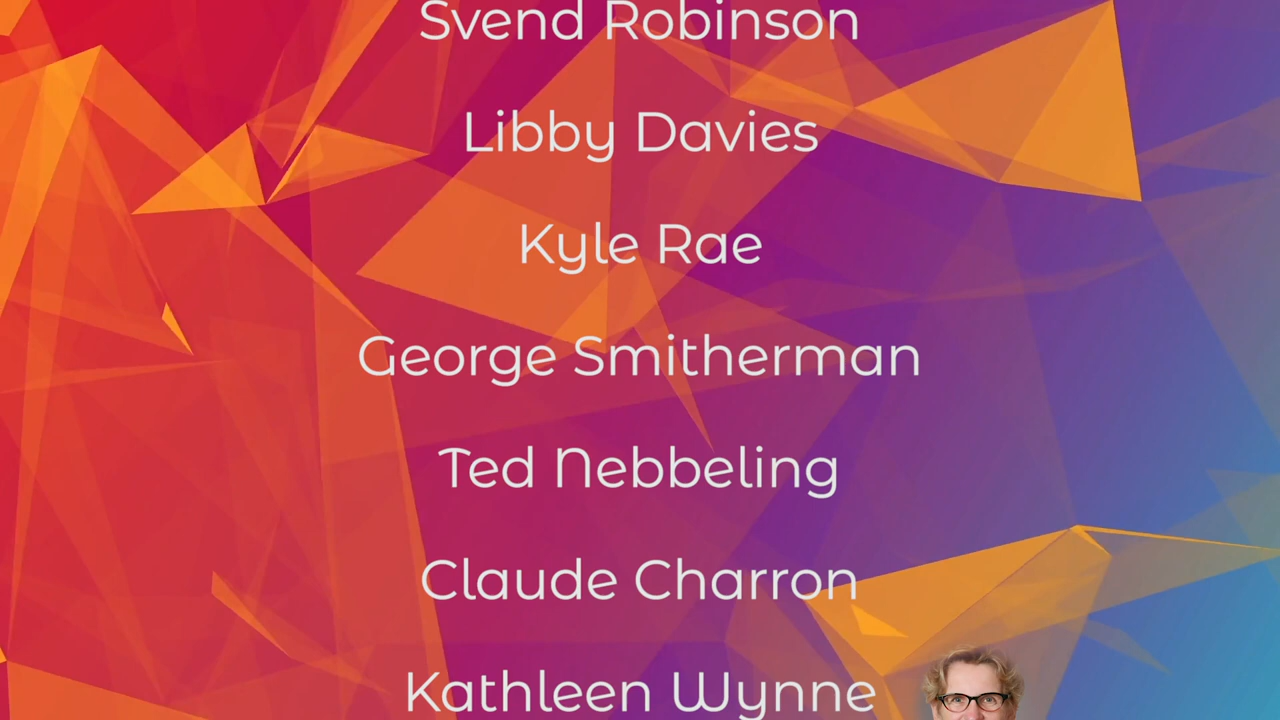 Svend Robinson
Libby Davies
Kyle Rae
George Smitherman
Ted Nebbeling
Claude Charron
Kathleen Wynne